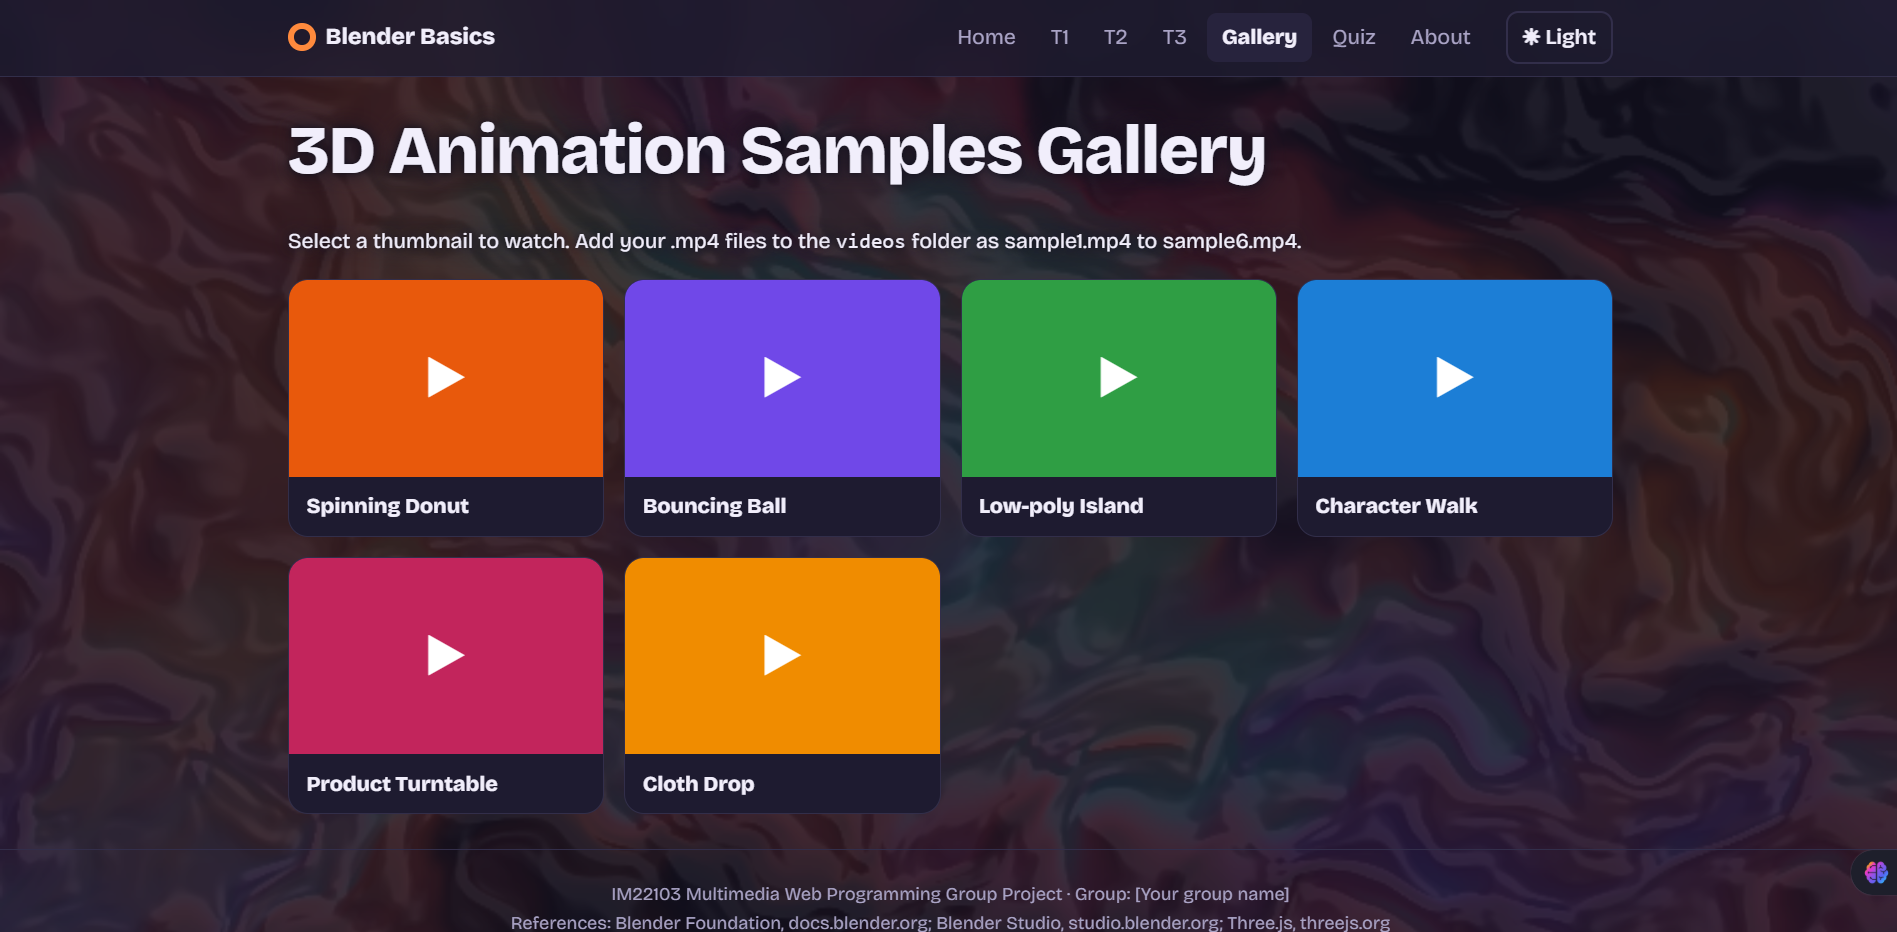 Blender Basics
Home T1 T2 T3 Gallery Quiz About ✷ Light
3D Animation Samples Gallery
Select a thumbnail to watch. Add your .mp4 files to the videos folder as sample1.mp4 to sample6.mp4.
Spinning Donut
Bouncing Ball
Low-poly Island
Character Walk
Product Turntable
Cloth Drop
IM22103 Multimedia Web Programming Group Project · Group: [Your group name]
References: Blender Foundation, docs.blender.org; Blender Studio, studio.blender.org; Three.js, threejs.org